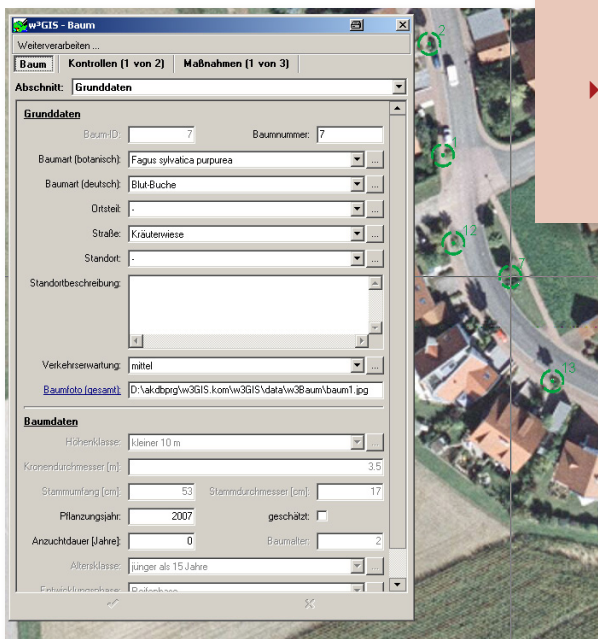 w³GIS - Baum
Weiterverarbeiten ...
Baum Kontrollen (1 von 2) Maßnahmen (1 von 3)
Abschnitt: Grunddaten
Grunddaten
Baum-ID: 7 Baumnummer: 7
Baumart (botanisch): Fagus sylvatica purpurea ...
Baumart (deutsch): Blut-Buche ...
Ortsteil: - ...
Straße: Kräuterwiese ...
Standort: - ...
Standortbeschreibung:
Verkehrserwartung: mittel ...
Baumfoto (gesamt): D:\akdbprg\w3GIS.kom\w3GIS\data\w3Baum\baum1.jpg
Baumdaten
Höhenklasse: kleiner 10 m ...
Kronendurchmesser [m]: 3.5
Stammumfang [cm]: 53 Stammdurchmesser [cm]: 17
Pflanzungsjahr: 2007 geschätzt:
Anzuchtdauer [Jahre]: 0 Baumalter: 2
Altersklasse: jünger als 15 Jahre ...
Entwicklungsphase: Reifephase ...
2
1
12
7
13